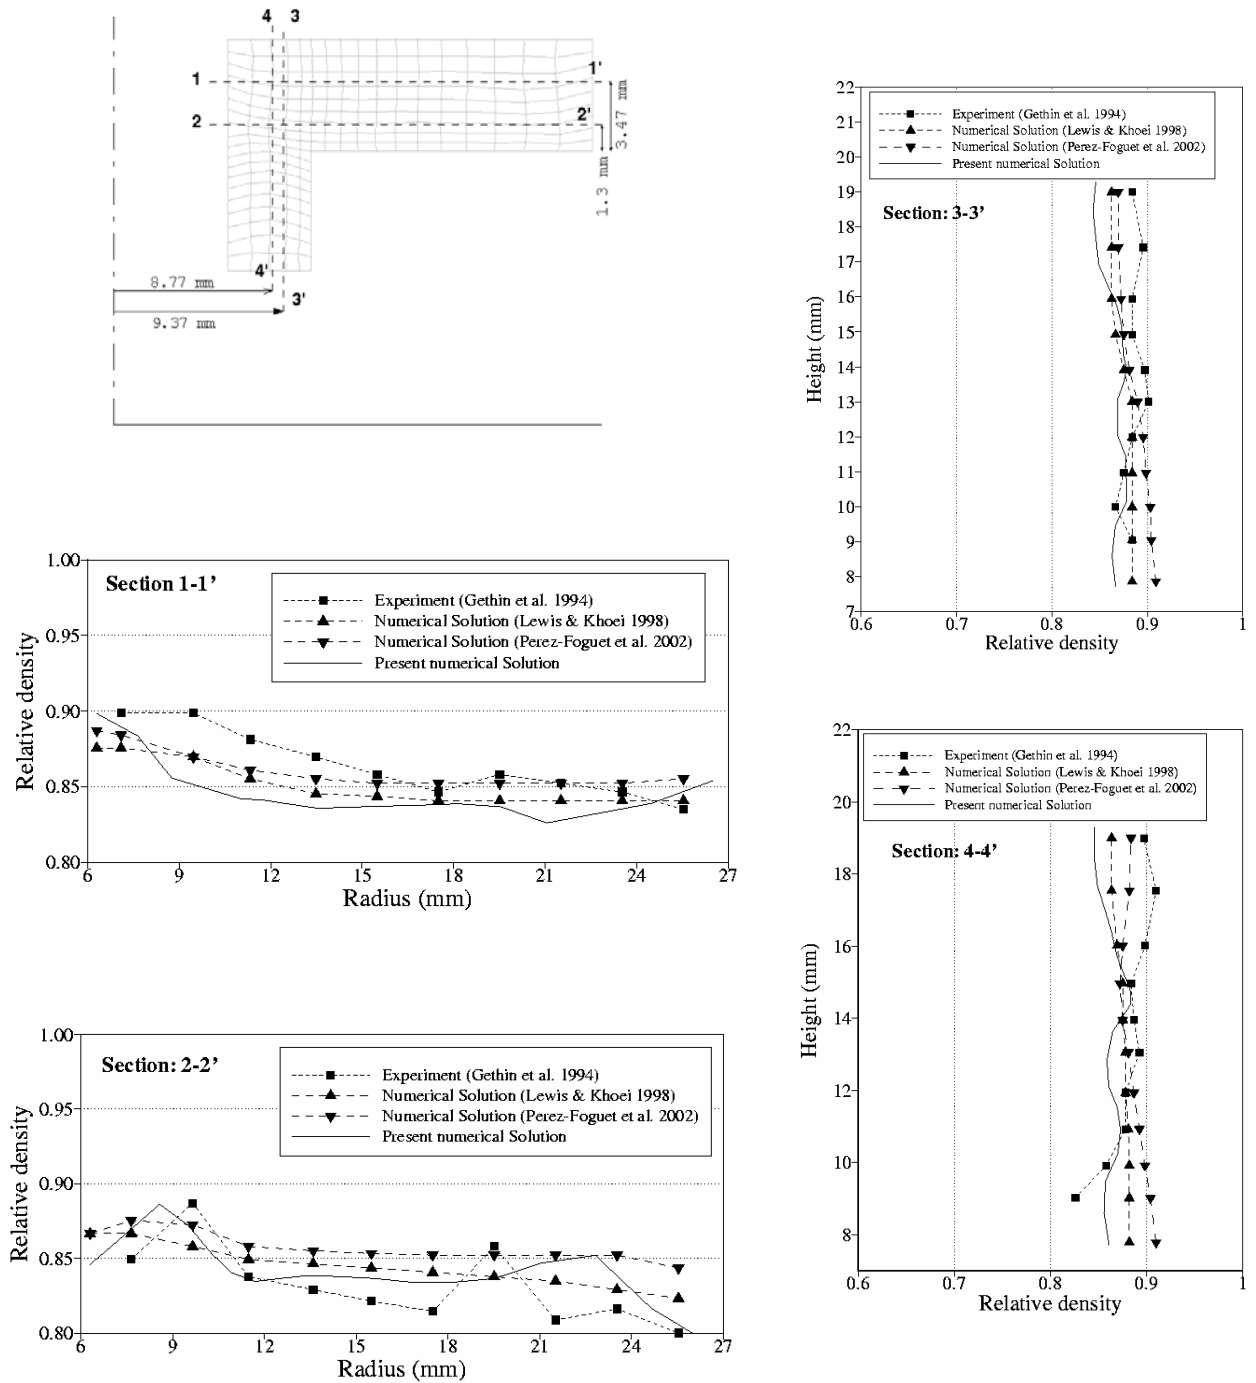 4 3
1 1'
2 2'
3.47 mm
1.3 mm
4'
8.77 mm
3'
9.37 mm
Section 1-1’
Experiment (Gethin et al. 1994)
Numerical Solution (Lewis & Khoei 1998)
Numerical Solution (Perez-Foguet et al. 2002)
Present numerical Solution
Relative density
1.00
0.95
0.90
0.85
0.80
6 9 12 15 18 21 24 27
Radius (mm)
Section: 2-2’
Experiment (Gethin et al. 1994)
Numerical Solution (Lewis & Khoei 1998)
Numerical Solution (Perez-Foguet et al. 2002)
Present numerical Solution
Relative density
1.00
0.95
0.90
0.85
0.80
6 9 12 15 18 21 24 27
Radius (mm)
Experiment (Gethin et al. 1994)
Numerical Solution (Lewis & Khoei 1998)
Numerical Solution (Perez-Foguet et al. 2002)
Present numerical Solution
Section: 3-3’
Height (mm)
22
21
20
19
18
17
16
15
14
13
12
11
10
9
8
7
0.6 0.7 0.8 0.9 1
Relative density
Experiment (Gethin et al. 1994)
Numerical Solution (Lewis & Khoei 1998)
Numerical Solution (Perez-Foguet et al. 2002)
Present numerical Solution
Section: 4-4’
Height (mm)
22
20
18
16
14
12
10
8
0.6 0.7 0.8 0.9 1
Relative density